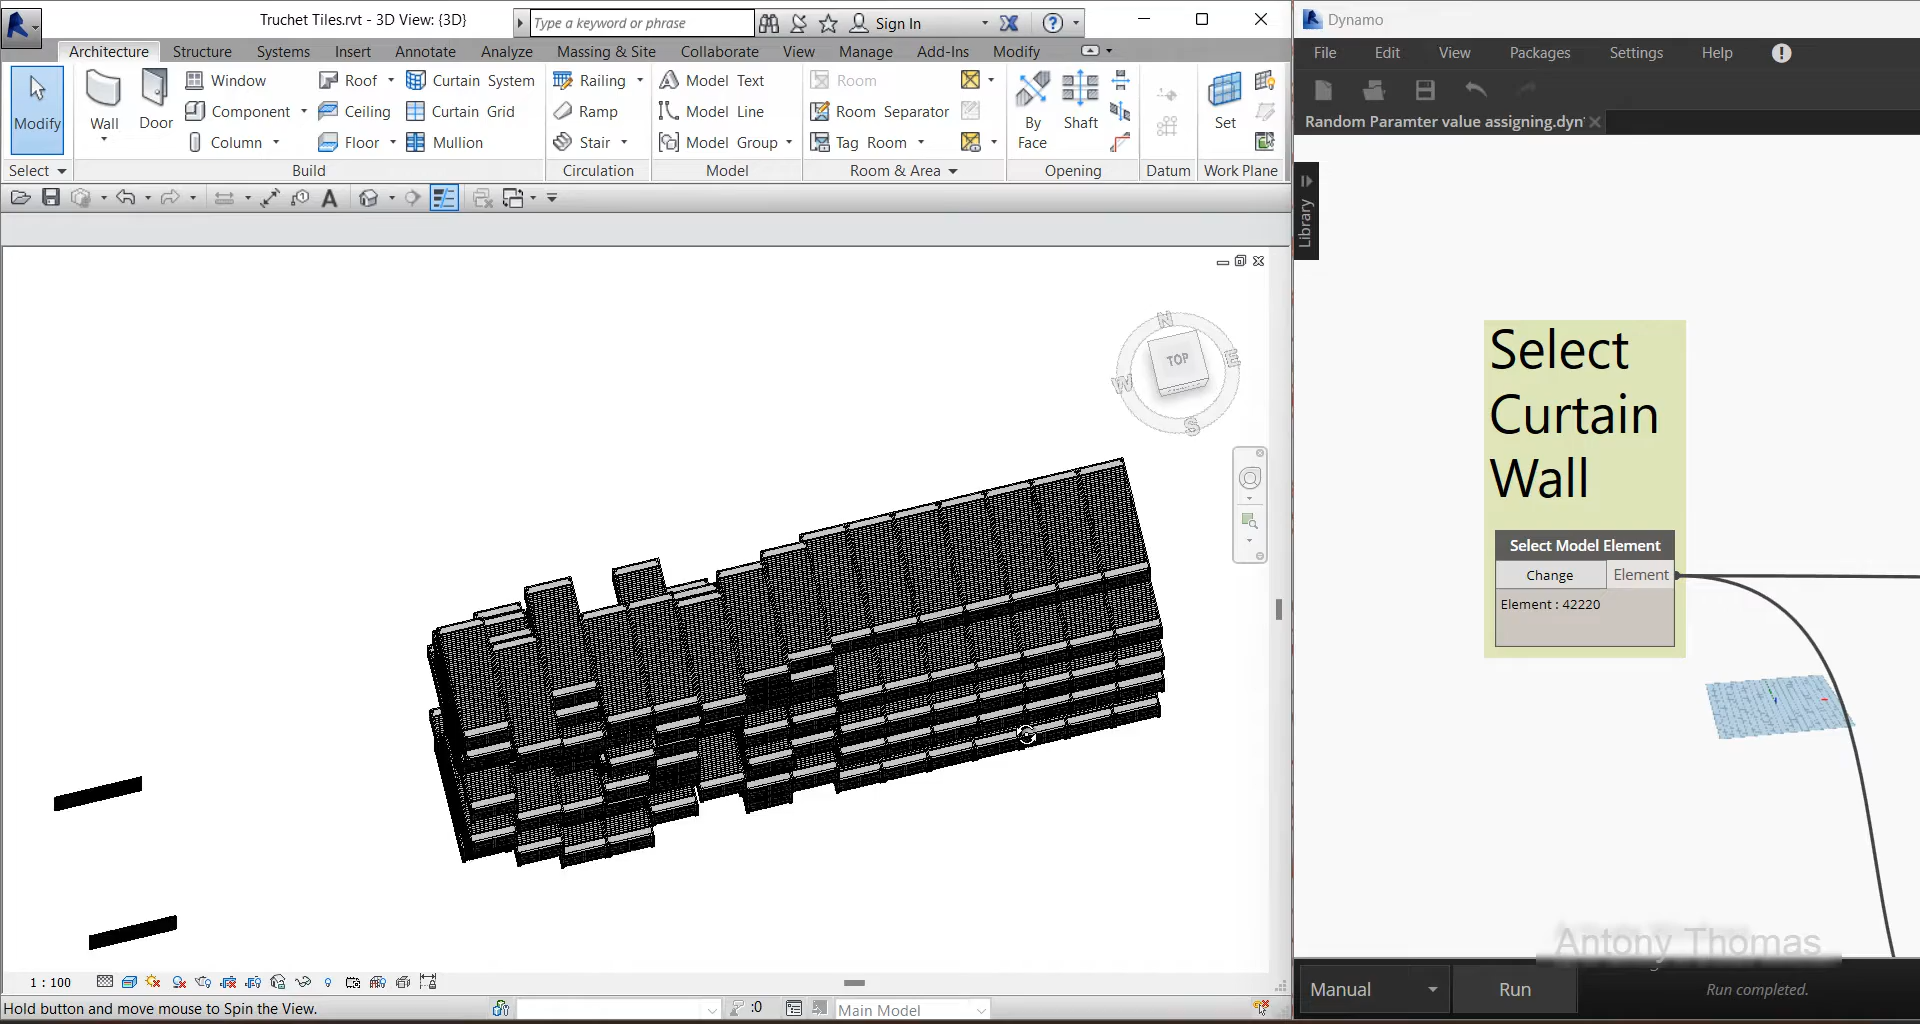 Truchet Tiles.rvt - 3D View: {3D}
Type a keyword or phrase
Sign In
Architecture Structure Systems Insert Annotate Analyze Massing & Site Collaborate View Manage Add-Ins Modify
Modify
Wall
Door
Window
Component
Column
Roof
Ceiling
Floor
Curtain System
Curtain Grid
Mullion
Railing
Ramp
Stair
Model Text
Model Line
Model Group
Room
Room Separator
Tag Room
By
Face
Shaft
Set
Select Build Circulation Model Room & Area Opening Datum Work Plane
N
E
S
W
TOP
1 : 100
Hold button and move mouse to Spin the View.
:0
Main Model
Dynamo
File Edit View Packages Settings Help
Random Paramter value assigning.dyn*
Library
Select
Curtain
Wall
Select Model Element
Change Element
Element : 42220
Antony Thomas
Manual Run Run completed.